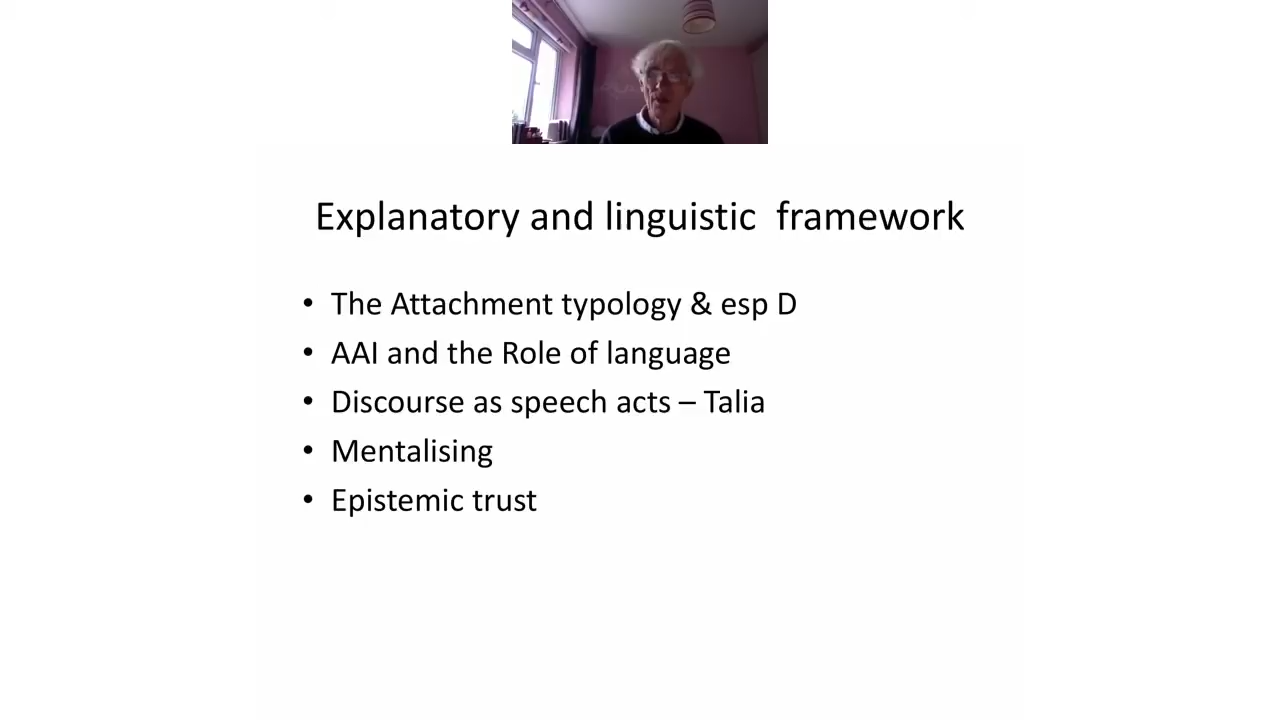 Explanatory and linguistic framework
• The Attachment typology & esp D
• AAI and the Role of language
• Discourse as speech acts – Talia
• Mentalising
• Epistemic trust